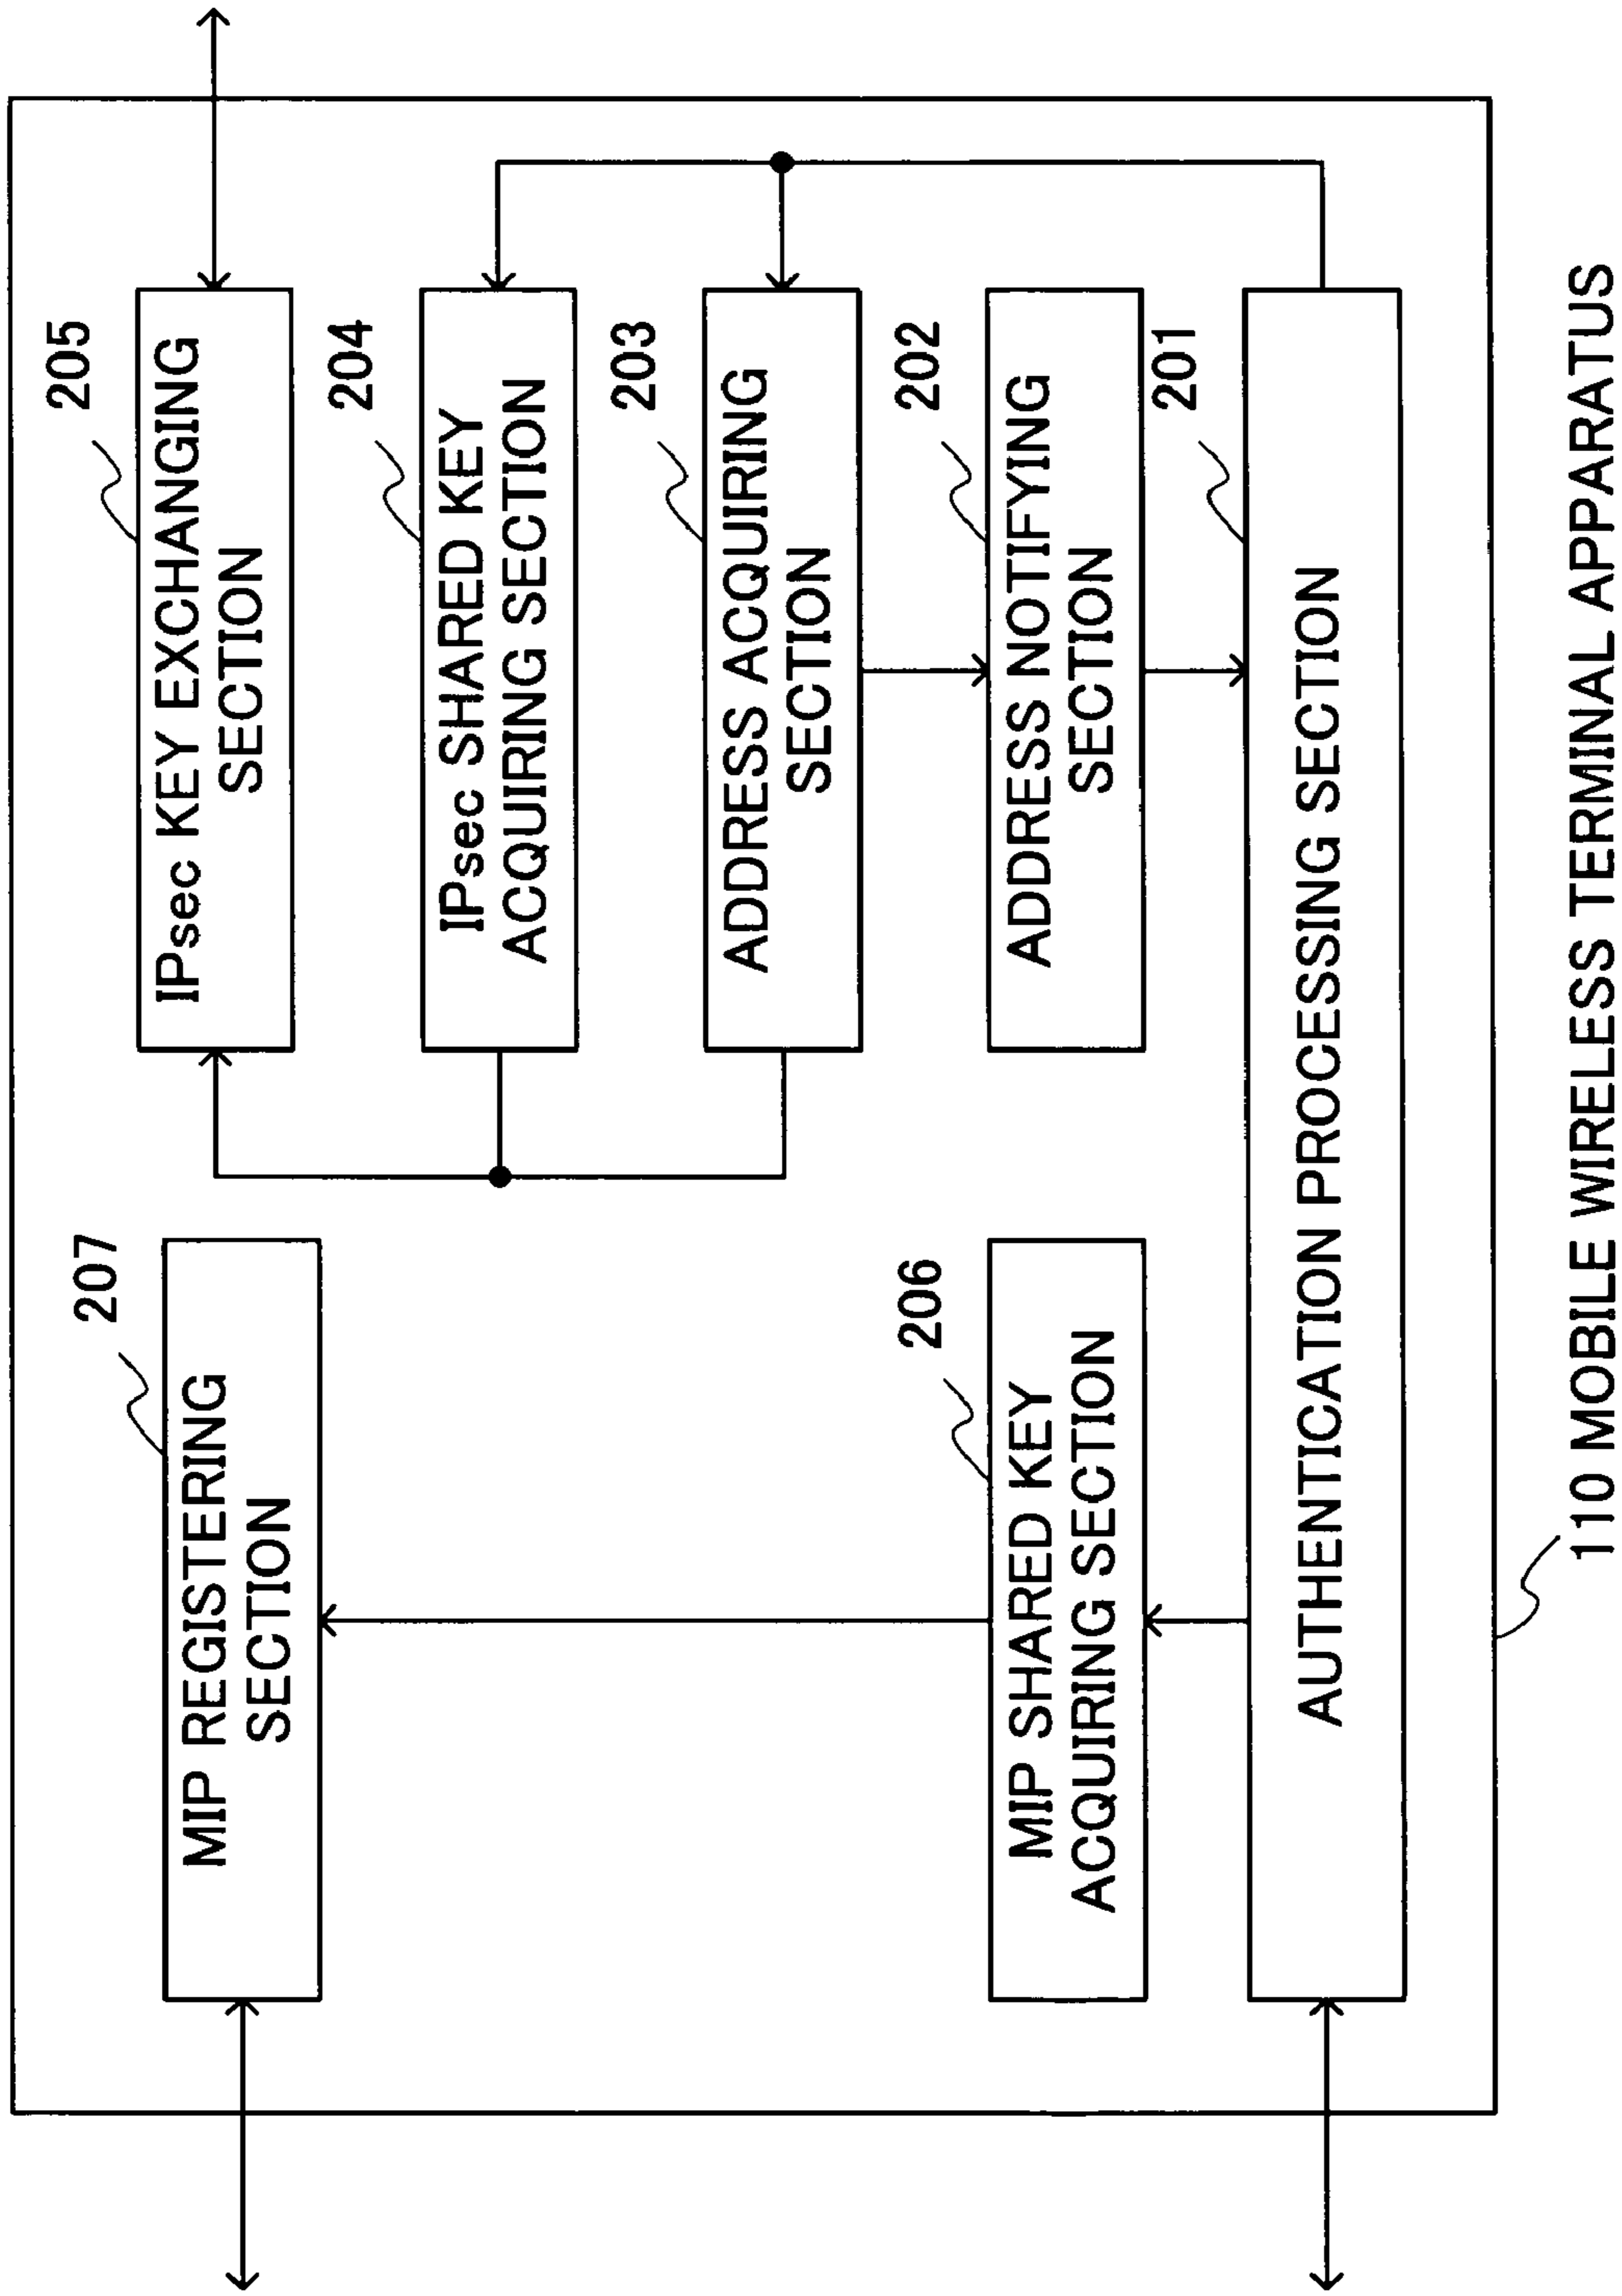 207
MIP REGISTERING
SECTION
205
IPsec KEY EXCHANGING
SECTION
204
IPsec SHARED KEY
ACQUIRING SECTION
203
ADDRESS ACQUIRING
SECTION
206
MIP SHARED KEY
ACQUIRING SECTION
202
ADDRESS NOTIFYING
SECTION
201
AUTHENTICATION PROCESSING SECTION
110 MOBILE WIRELESS TERMINAL APPARATUS